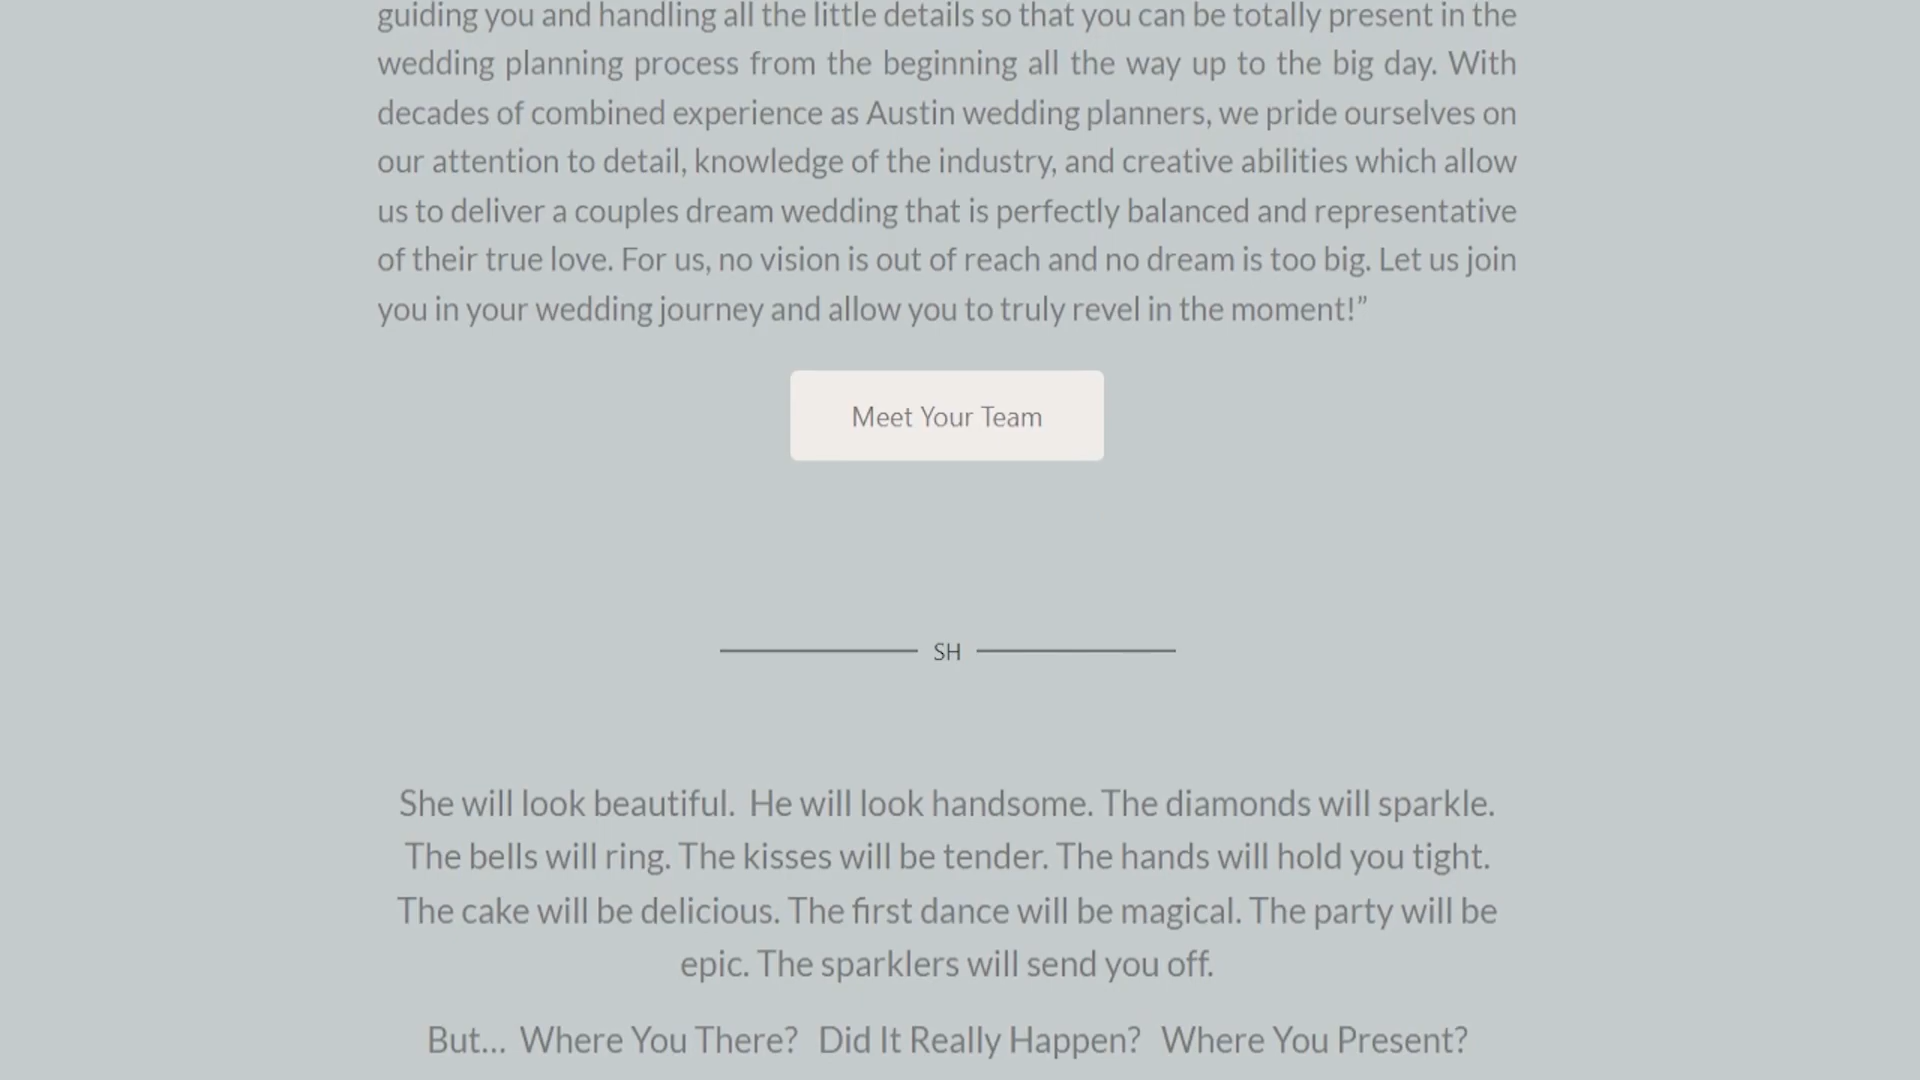 guiding you and handling all the little details so that you can be totally present in the
wedding planning process from the beginning all the way up to the big day. With
decades of combined experience as Austin wedding planners, we pride ourselves on
our attention to detail, knowledge of the industry, and creative abilities which allow
us to deliver a couples dream wedding that is perfectly balanced and representative
of their true love. For us, no vision is out of reach and no dream is too big. Let us join
you in your wedding journey and allow you to truly revel in the moment!”
Meet Your Team
SH
She will look beautiful.  He will look handsome. The diamonds will sparkle.
The bells will ring. The kisses will be tender. The hands will hold you tight.
The cake will be delicious. The first dance will be magical. The party will be
epic. The sparklers will send you off.
But…  Where You There?   Did It Really Happen?   Where You Present?